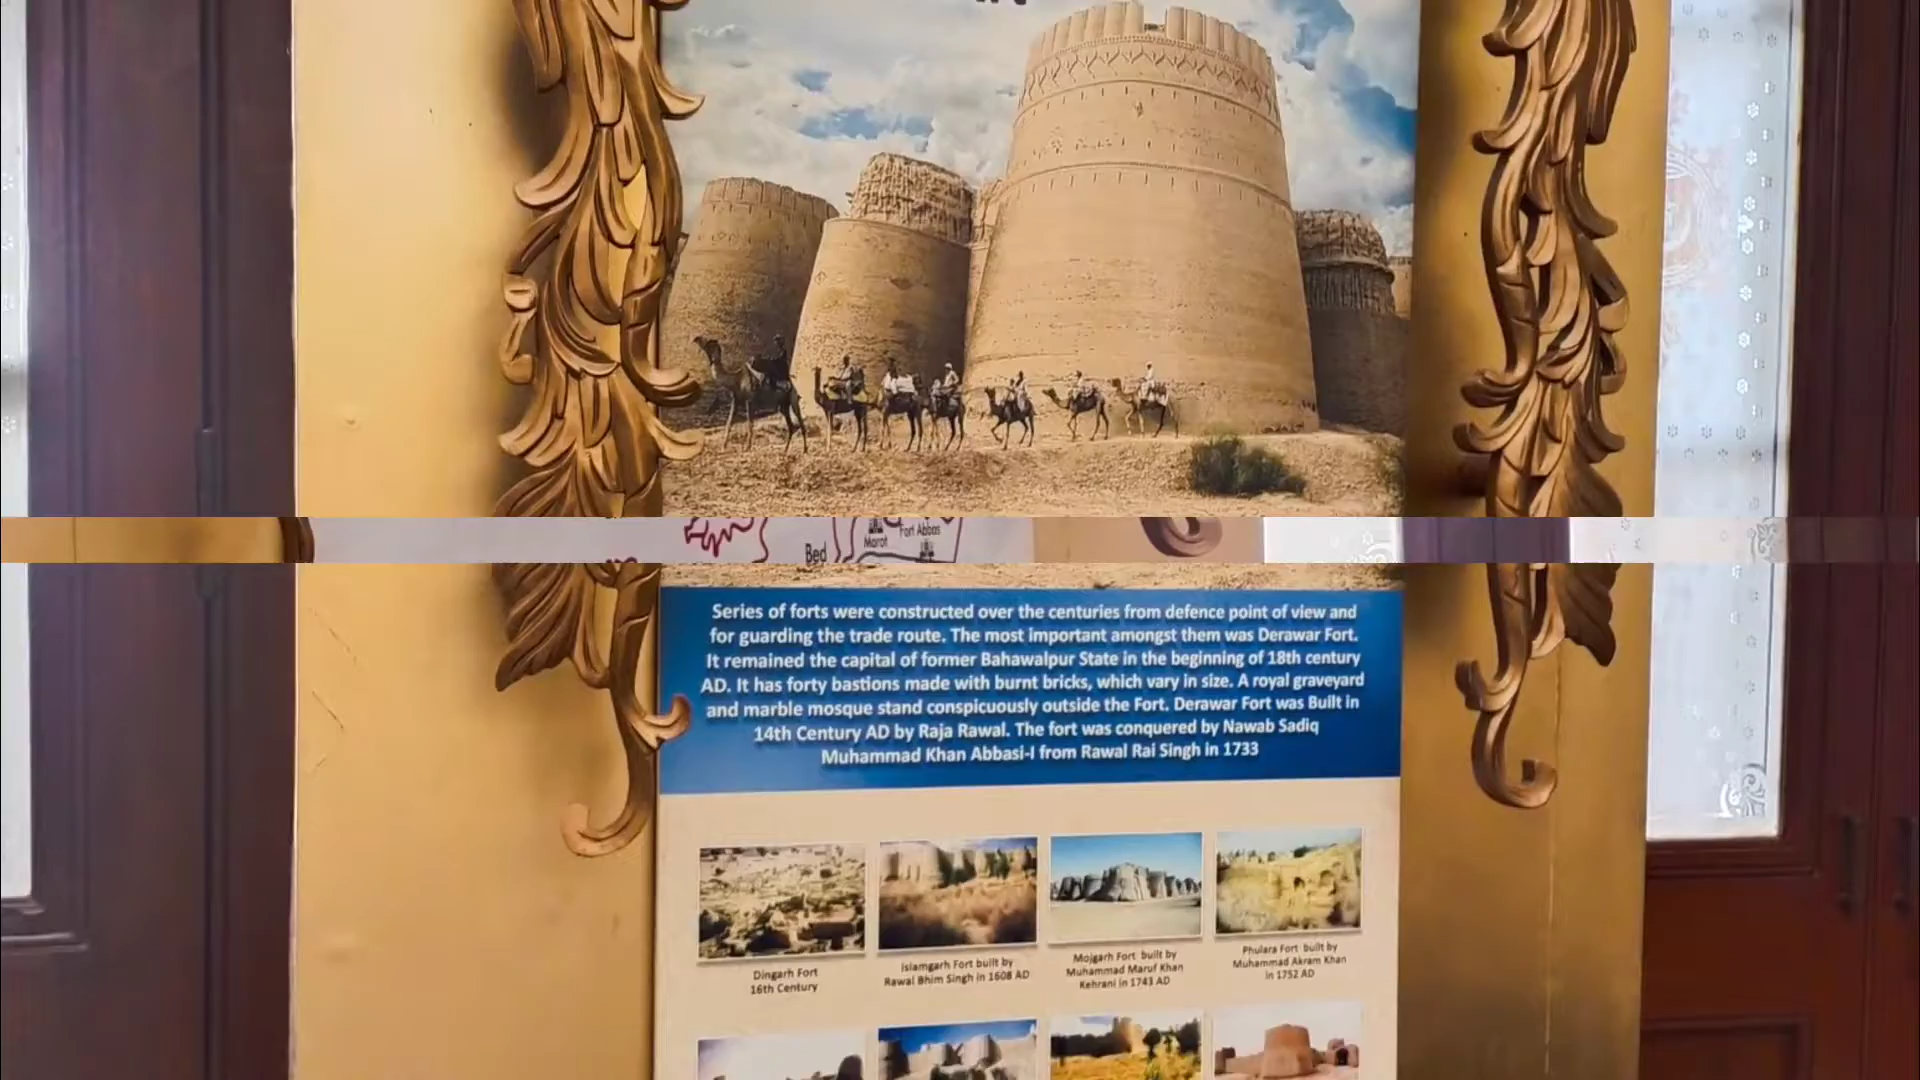 Bed
Marot
Fort Abbas
Series of forts were constructed over the centuries from defence point of view and
for guarding the trade route. The most important amongst them was Derawar Fort.
It remained the capital of former Bahawalpur State in the beginning of 18th century
AD. It has forty bastions made with burnt bricks, which vary in size. A royal graveyard
and marble mosque stand conspicuously outside the Fort. Derawar Fort was Built in
14th Century AD by Raja Rawal. The fort was conquered by Nawab Sadiq
Muhammad Khan Abbasi-I from Rawal Rai Singh in 1733
Dingarh Fort
16th Century
Islamgarh Fort built by
Rawal Bhim Singh in 1608 AD
Mojgarh Fort built by
Muhammad Maruf Khan
Kehrani in 1743 AD
Phulara Fort built by
Muhammad Akram Khan
in 1752 AD